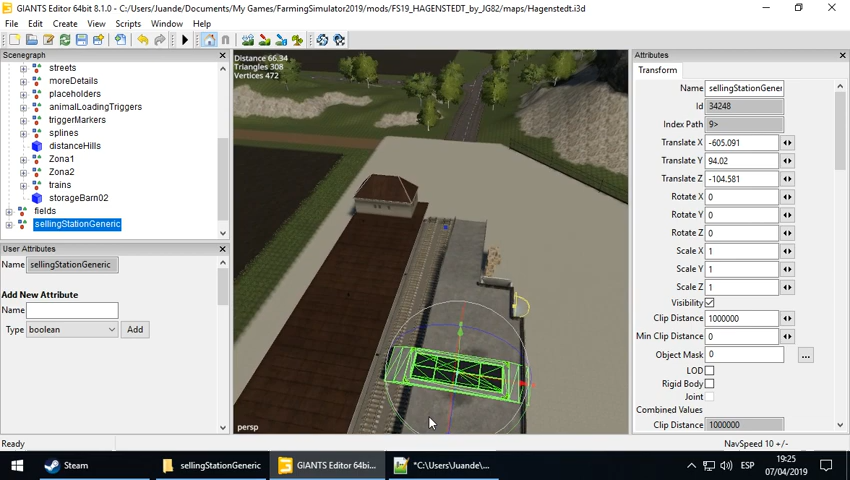 GIANTS Editor 64bit 8.1.0 - C:/Users/Juande/Documents/My Games/FarmingSimulator2019/mods/FS19_HAGENSTEDT_by_JG82/maps/Hagenstedt.i3d
File Edit Create View Scripts Window Help
Scenegraph
streets
moreDetails
placeholders
animalLoadingTriggers
triggerMarkers
splines
distanceHills
Zona1
Zona2
trains
storageBarn02
fields
sellingStationGeneric
User Attributes
Name sellingStationGeneric
Add New Attribute
Name
Type boolean Add
Distance 66.34
Triangles 308
Vertices 472
persp
Attributes
Transform
Name sellingStationGener
Id 34248
Index Path 9>
Translate X -605.091
Translate Y 94.02
Translate Z -104.581
Rotate X 0
Rotate Y 0
Rotate Z 0
Scale X 1
Scale Y 1
Scale Z 1
Visibility
Clip Distance 1000000
Min Clip Distance 0
Object Mask 0 ...
LOD
Rigid Body
Joint
Combined Values
Clip Distance 1000000
Ready NavSpeed 10 +/-
Steam sellingStationGeneric GIANTS Editor 64bit... *C:\Users\Juande\... ESP 19:25
07/04/2019